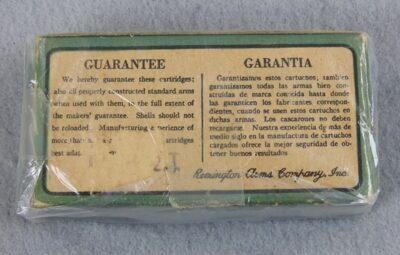 GUARANTEE
We hereby guarantee these cartridges;
also all properly constructed standard arms
when used with them, to the full extent of
the makers' guarantee. Shells should not
be reloaded. Manufacturing experience of
more than
best
GARANTIA
Garantizamos estos cartuchos; tambien
garantizamos todas las armas bien con-
struídas de marca conocida hasta donde
las garanticen los fabricantes correspon-
dientes, cuando se usen estos cartuchos en
dichas armas. Los cascarones no deben
recargarse. Nuestra experiencia de más de
medio siglo en la manufactura de cartuchos
cargados ofrece la mejor seguridad de ob-
tener buenos resultados
Remington Arms Company, Inc.